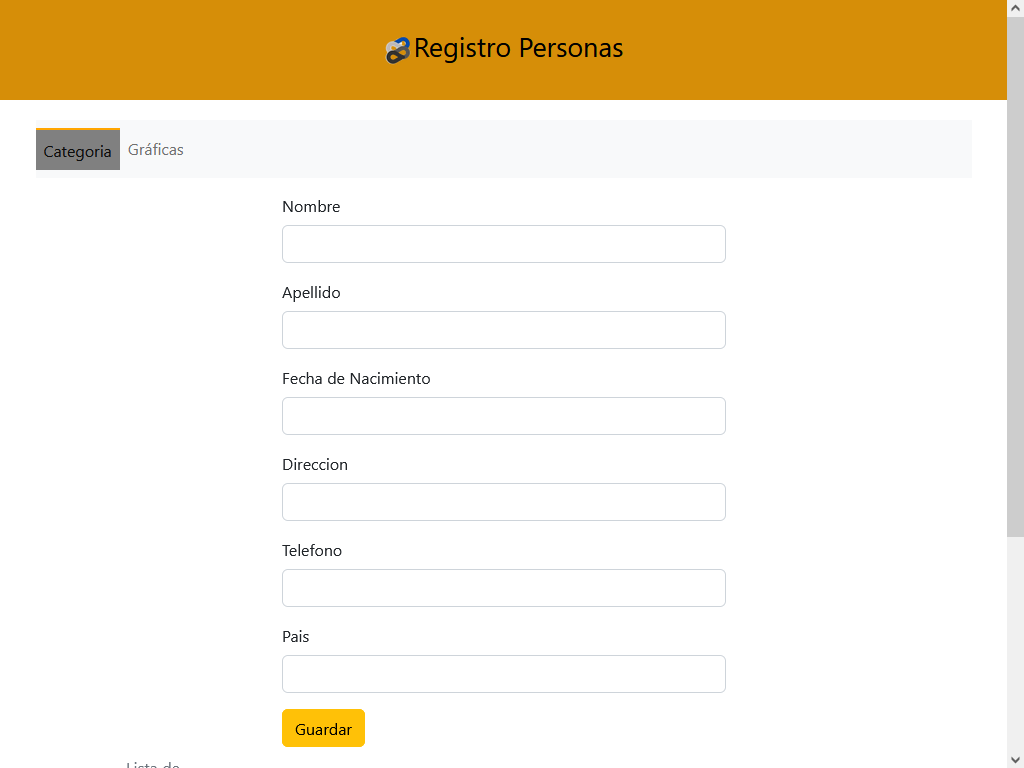 Registro Personas
Categoria Gráficas
Nombre
Apellido
Fecha de Nacimiento
Direccion
Telefono
Pais
Guardar
Lista de